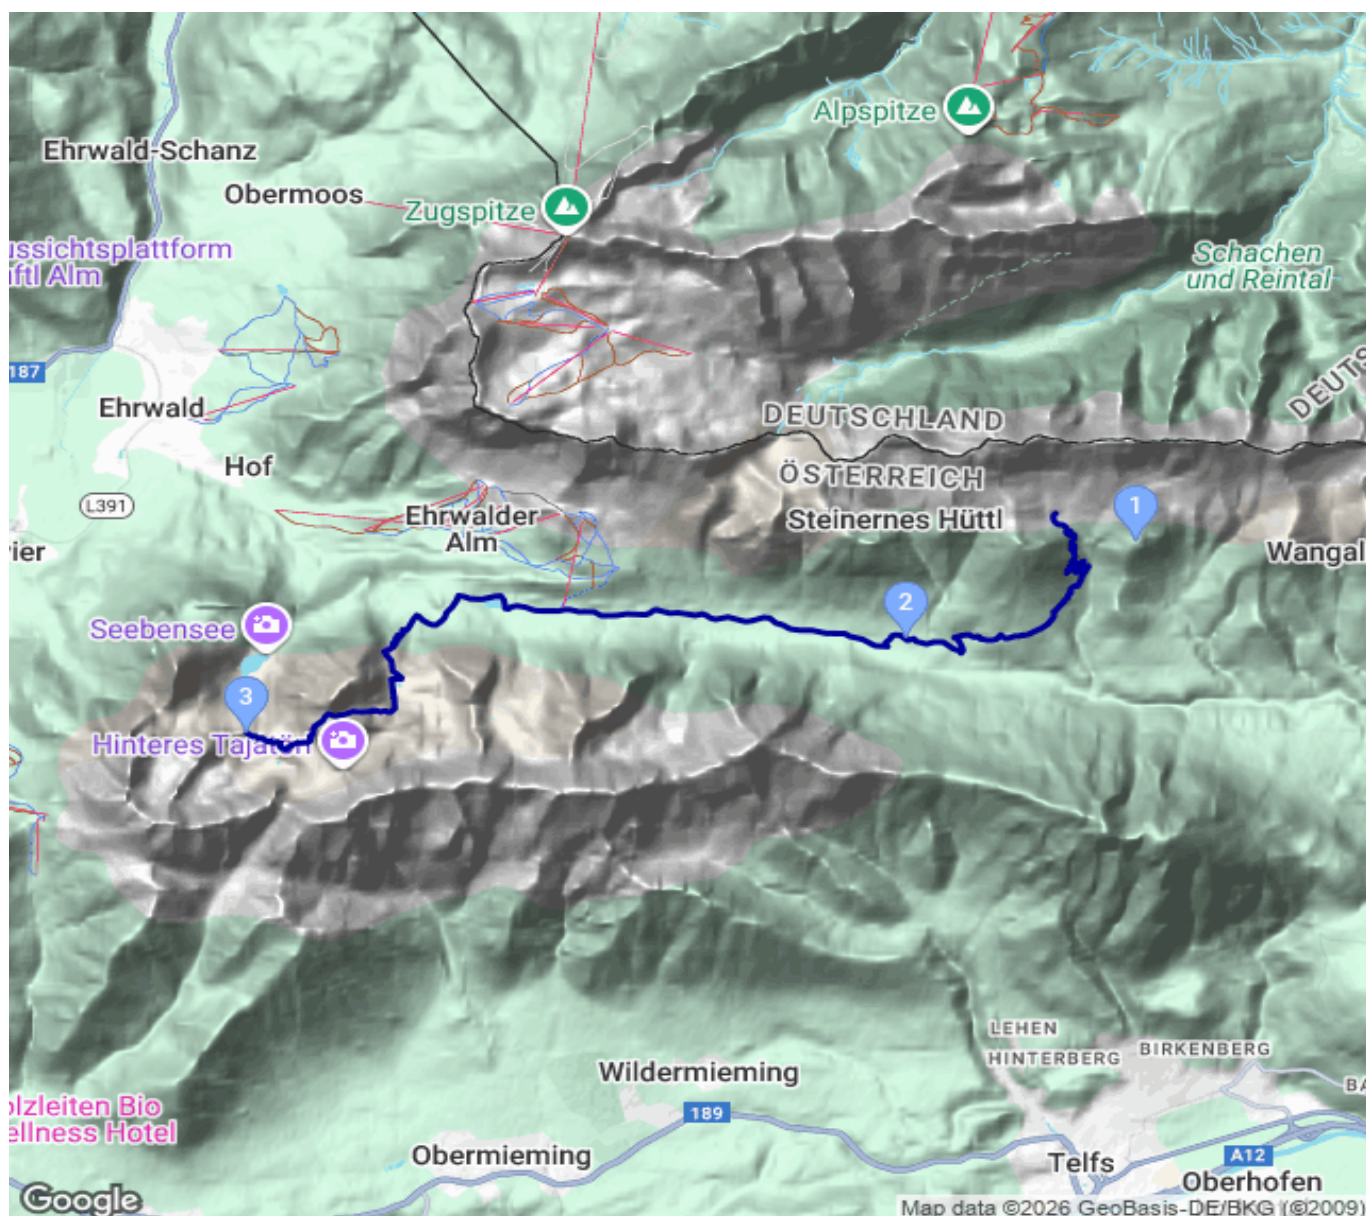 Alpspitze
Ehrwald-Schanz
Obermoos
Zugspitze
ussichtsplattform
ftl Alm
Schachen
und Reintal
187
Ehrwald
DEUTSCHLAND
DEUTS
Hof
ÖSTERREICH
L391
Ehrwalder
Alm
Steinernes Hüttl
1
ier
Wangal
2
Seebensee
3
Hinteres Tajatörl
LEHEN
HINTERBERG
BIRKENBERG
Wildermieming
BA
olzleiten Bio
ellness Hotel
189
Obermieming
Telfs
A12
Oberhofen
Google
Map data ©2026 GeoBasis-DE/BKG (©2009)